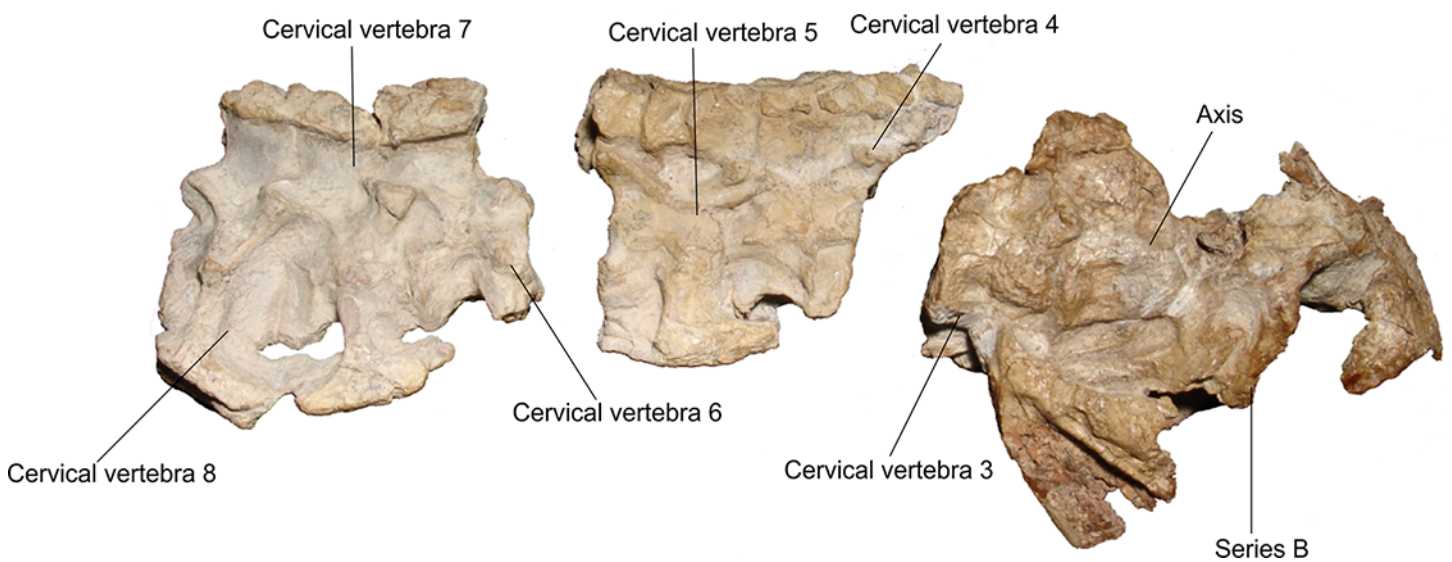 Cervical vertebra 7
Cervical vertebra 5
Cervical vertebra 4
Axis
Cervical vertebra 6
Cervical vertebra 8
Cervical vertebra 3
Series B